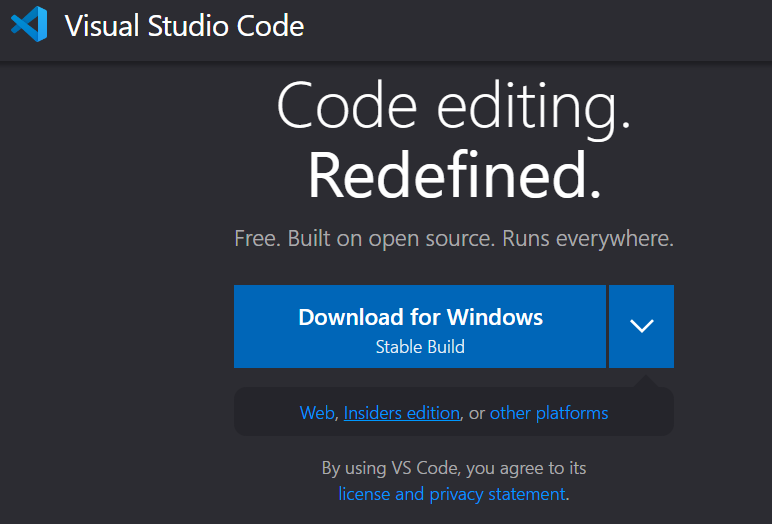 Visual Studio Code
Code editing.
Redefined.
Free. Built on open source. Runs everywhere.
Download for Windows
Stable Build
Web, Insiders edition, or other platforms
By using VS Code, you agree to its
license and privacy statement.